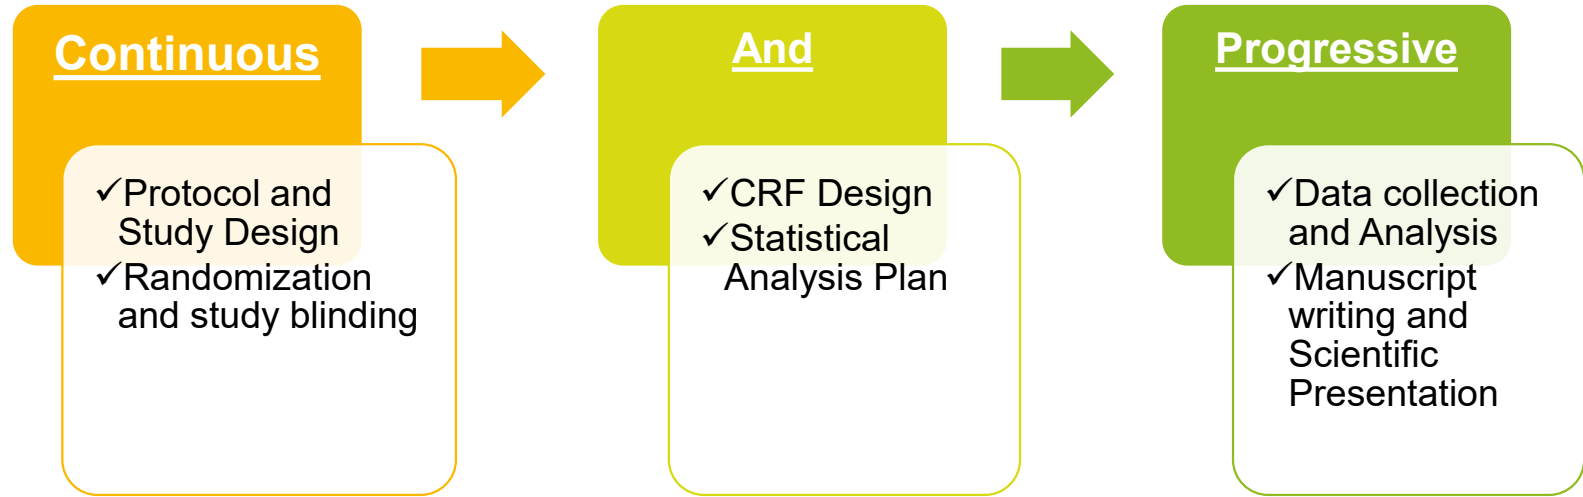 Continuous
✓Protocol and
Study Design
✓Randomization
and study blinding
And
✓CRF Design
✓Statistical
Analysis Plan
Progressive
✓Data collection
and Analysis
✓Manuscript
writing and
Scientific
Presentation